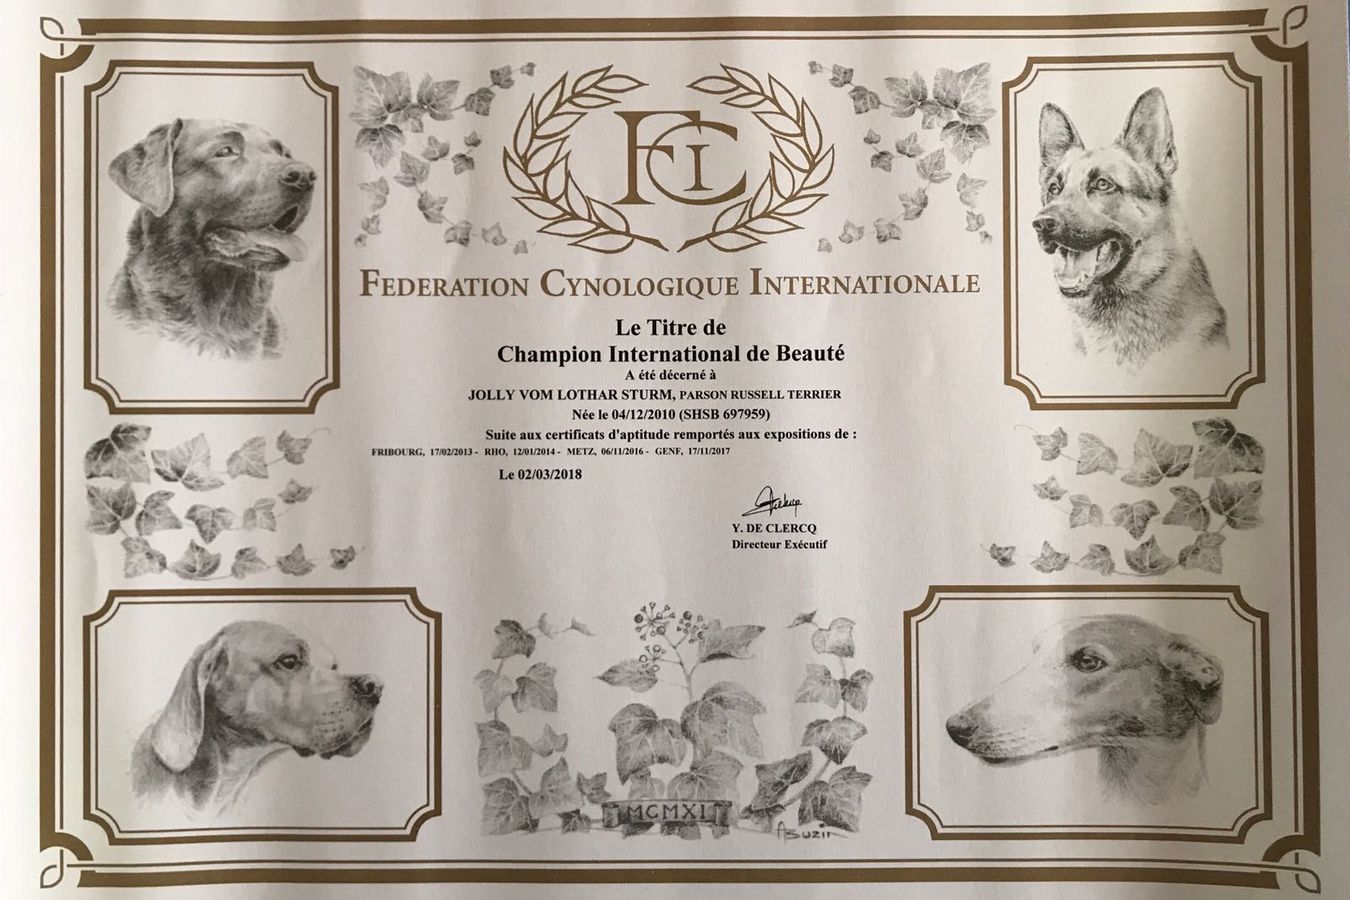 FCI
FEDERATION CYNOLOGIQUE INTERNATIONALE
Le Titre de
Champion International de Beauté
A été décerné à
JOLLY VOM LOTHAR STURM, PARSON RUSSELL TERRIER
Née le 04/12/2010 (SHSB 697959)
Suite aux certificats d'aptitude remportés aux expositions de :
FRIBOURG, 17/02/2013 - RHO, 12/01/2014 - METZ, 06/11/2016 - GENF, 17/11/2017
Le 02/03/2018
Y. DE CLERCQ
Directeur Exécutif
MCMXI